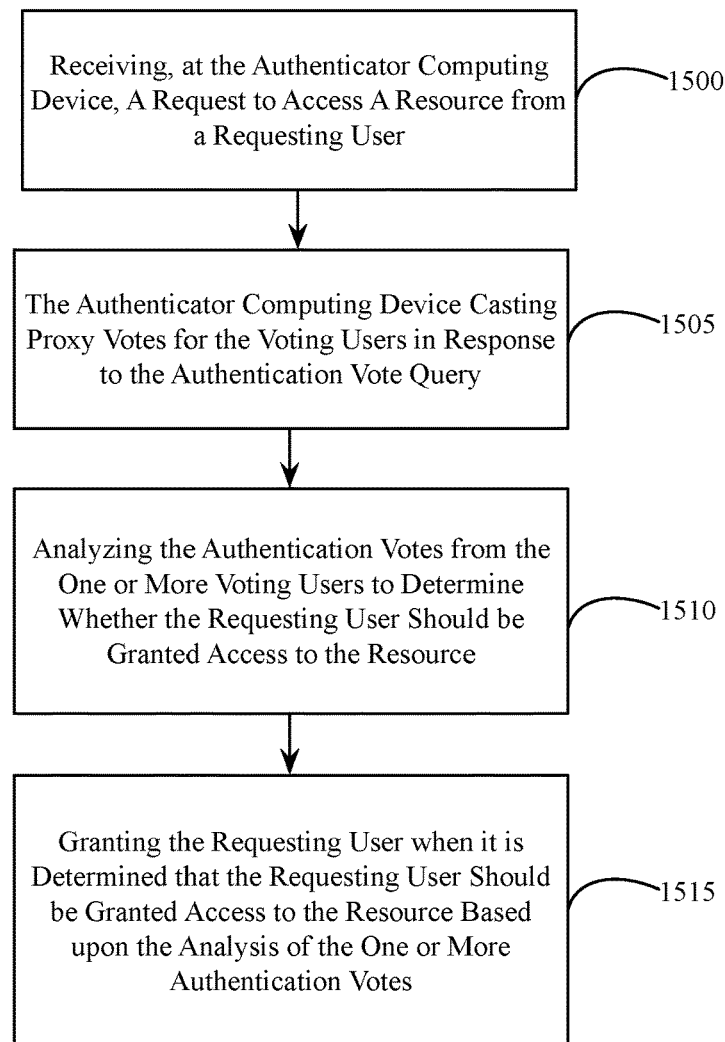 Receiving, at the Authenticator Computing
Device, A Request to Access A Resource from
a Requesting User
1500
The Authenticator Computing Device Casting
Proxy Votes for the Voting Users in Response
to the Authentication Vote Query
1505
Analyzing the Authentication Votes from the
One or More Voting Users to Determine
Whether the Requesting User Should be
Granted Access to the Resource
1510
Granting the Requesting User when it is
Determined that the Requesting User Should
be Granted Access to the Resource Based
upon the Analysis of the One or More
Authentication Votes
1515